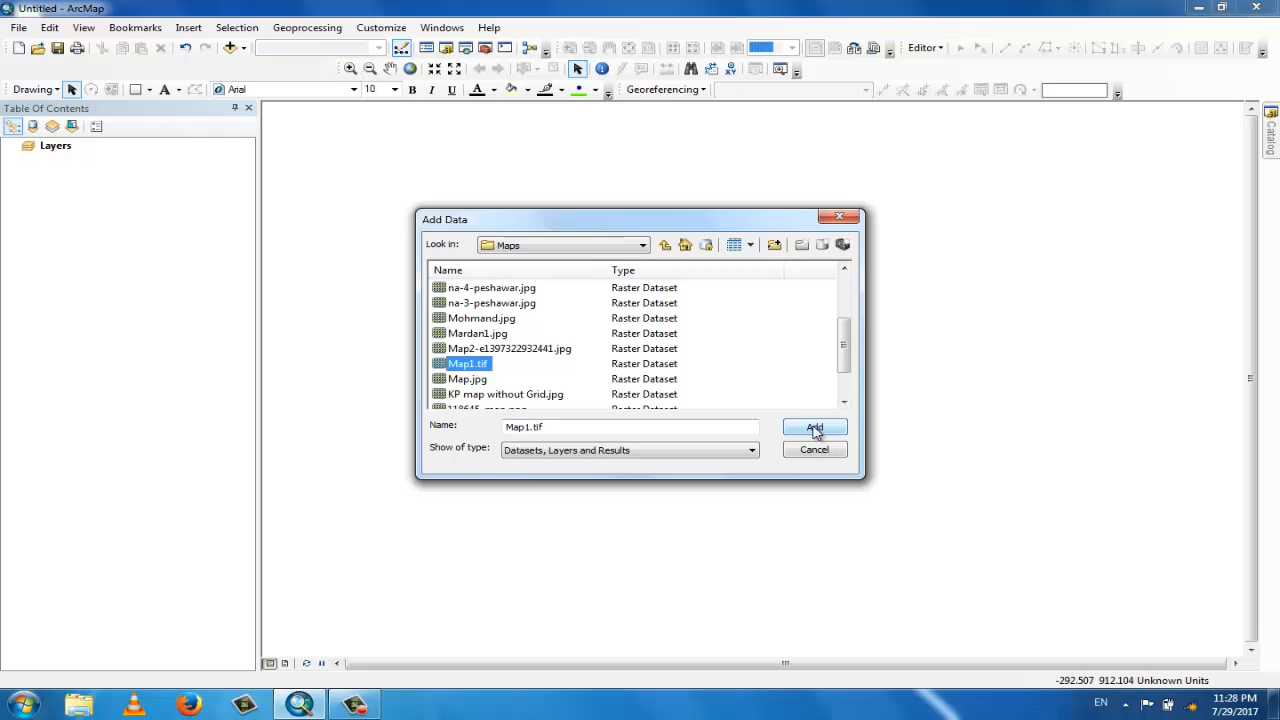 Untitled - ArcMap
File Edit View Bookmarks Insert Selection Geoprocessing Customize Windows Help
Editor
Drawing A Arial 10 B I U A Georeferencing
Table Of Contents
Layers
Catalog
Add Data
Look in: Maps
Name Type
na-4-peshawar.jpg Raster Dataset
na-3-peshawar.jpg Raster Dataset
Mohmand.jpg Raster Dataset
Mardan1.jpg Raster Dataset
Map2-e1397322932441.jpg Raster Dataset
Map1.tif Raster Dataset
Map.jpg Raster Dataset
KP map without Grid.jpg Raster Dataset
Name: Map1.tif Add
Show of type: Datasets, Layers and Results Cancel
-292.507 912.104 Unknown Units
EN 11:28 PM
7/29/2017